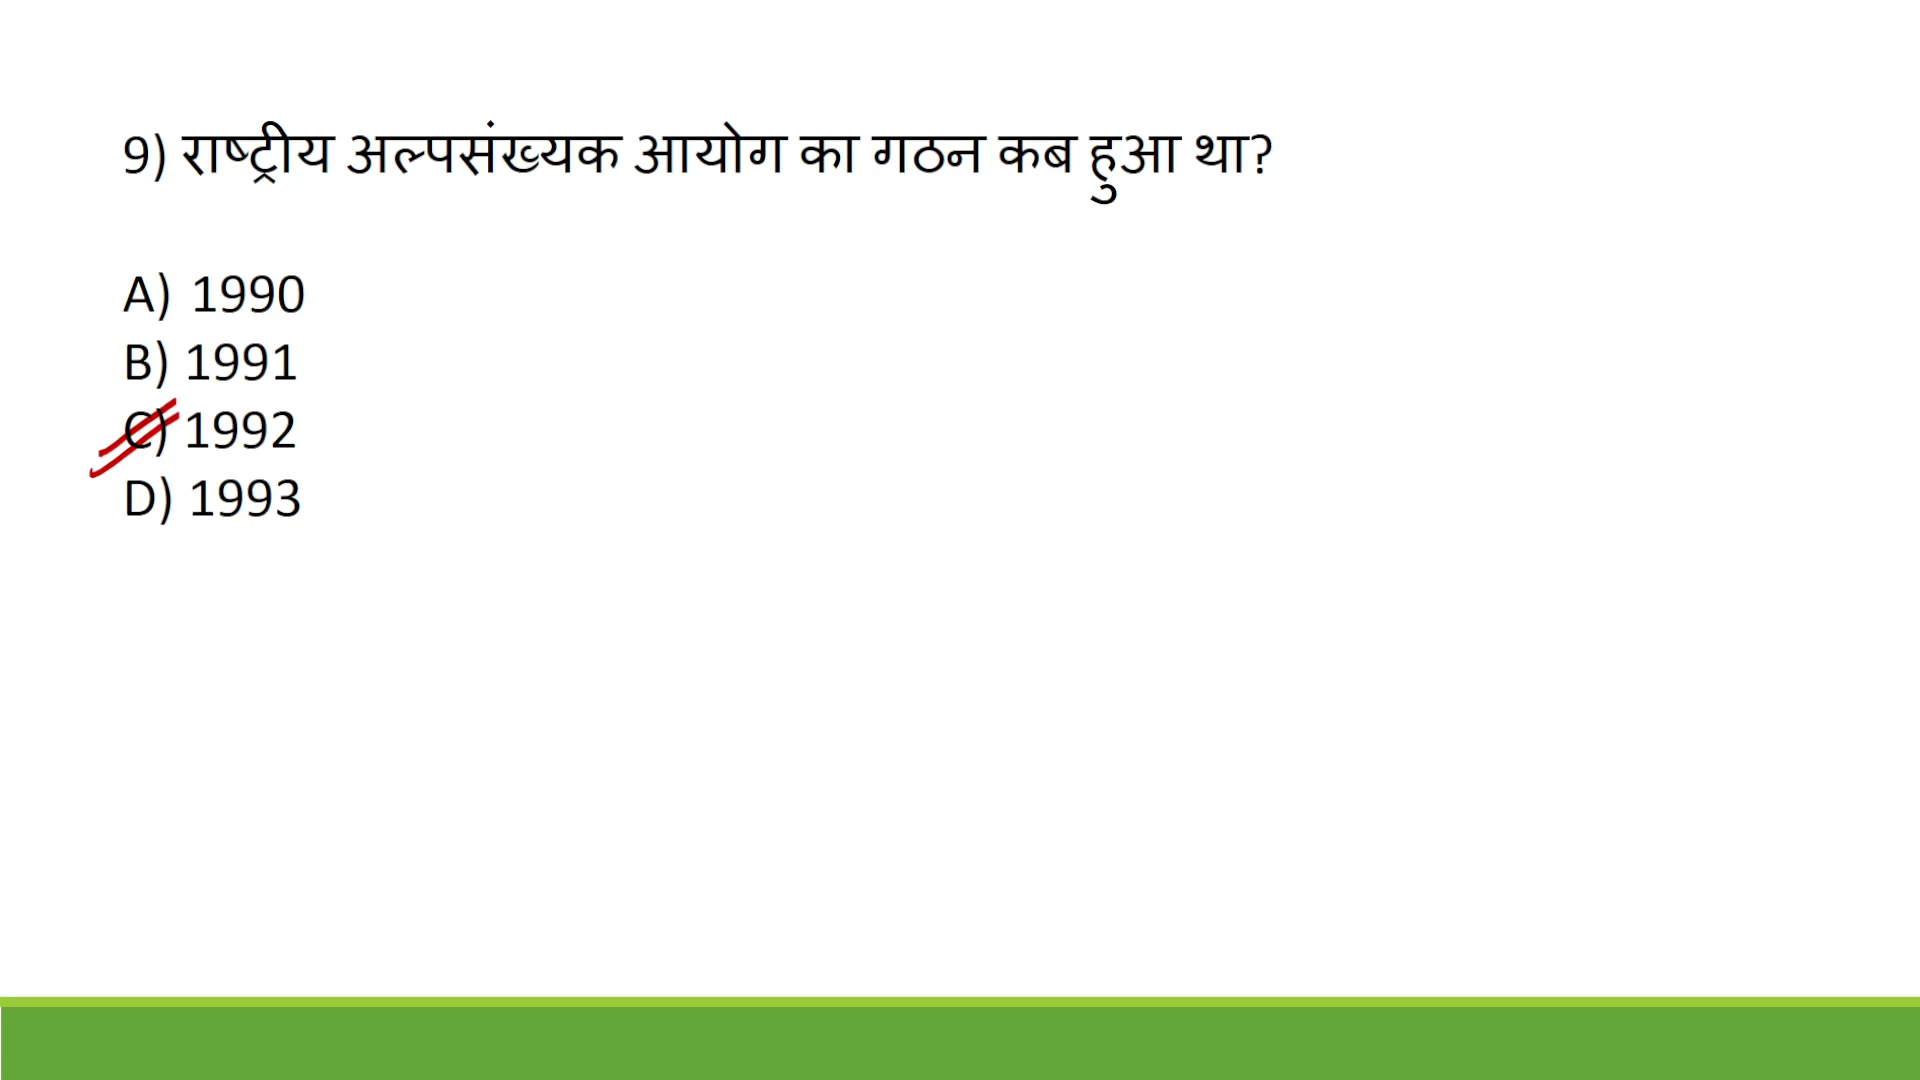 9) राष्ट्रीय अल्पसंख्यक आयोग का गठन कब हुआ था?
A) 1990
B) 1991
C) 1992
D) 1993